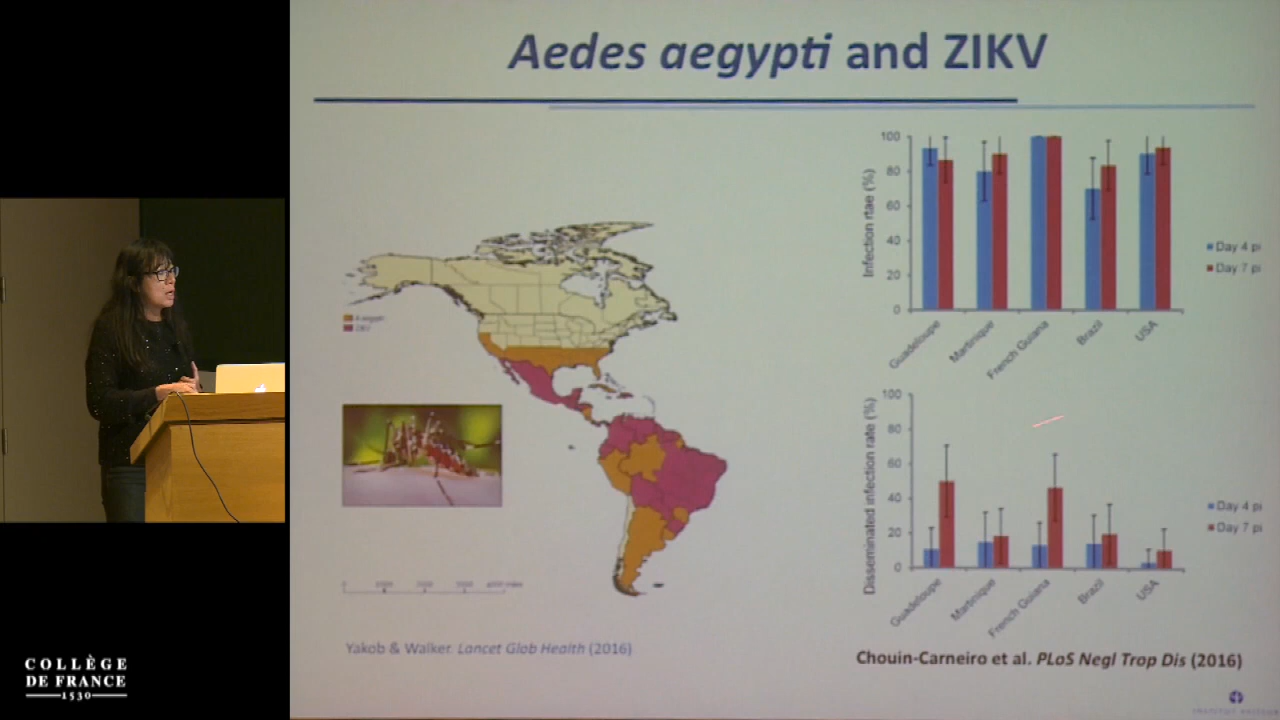 Aedes aegypti and ZIKV
100
80
60
40
20
0
Infection rtae (%)
Guadeloupe
Martinique
French Guiana
Brazil
USA
Day 4 pi
Day 7 pi
ZIKV
100
80
60
40
20
0
Disseminated infection rate (%)
Guadeloupe
Martinique
French Guiana
Brazil
USA
Day 4 pi
Day 7 pi
Yakob & Walker. Lancet Glob Health (2016)
Chouin-Carneiro et al. PLoS Negl Trop Dis (2016)
COLLÈGE
DE FRANCE
1530